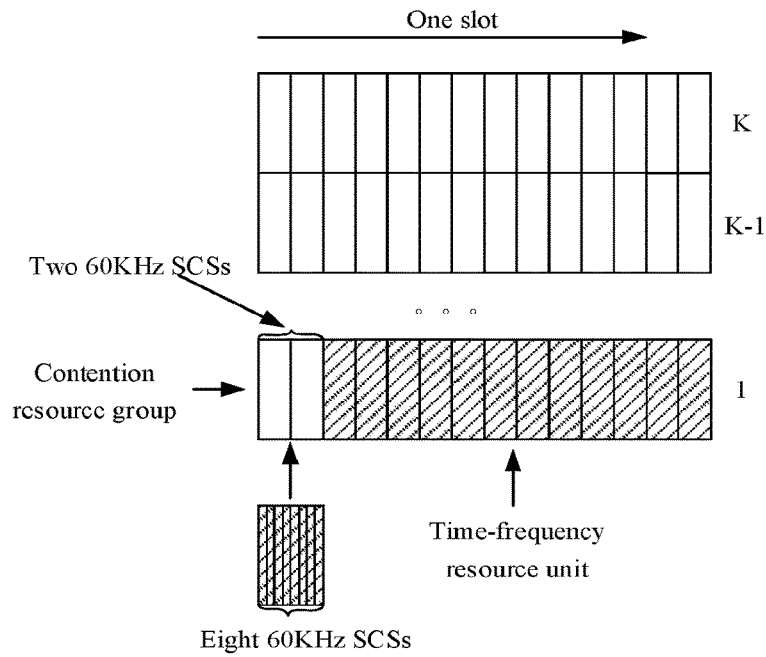 One slot
K
K-1
Two 60KHz SCSs
Contention
resource group
1
Time-frequency
resource unit
Eight 60KHz SCSs